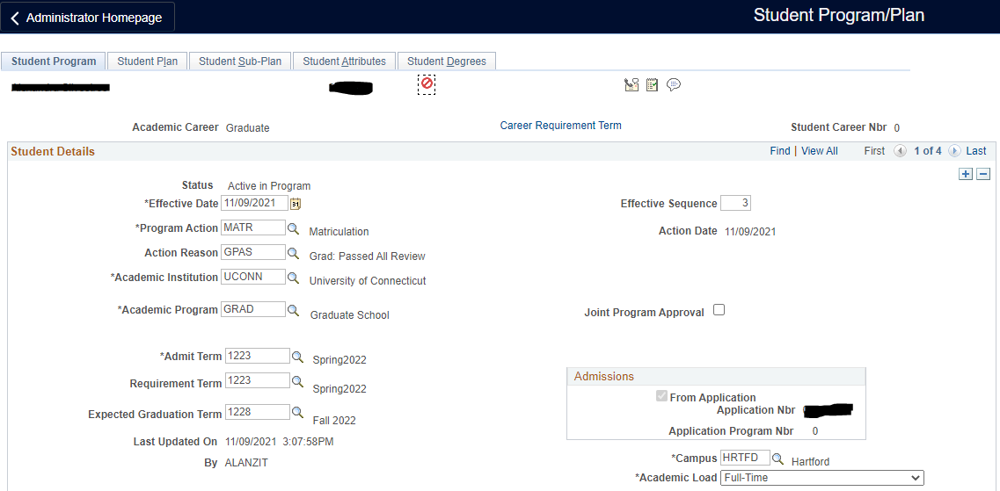 Administrator Homepage
Student Program/Plan
Student Program Student Plan Student Sub-Plan Student Attributes Student Degrees
Academic Career Graduate Career Requirement Term Student Career Nbr 0
Student Details Find | View All First 1 of 4 Last
Status Active in Program
*Effective Date 11/09/2021 31 Effective Sequence 3
*Program Action MATR Matriculation Action Date 11/09/2021
Action Reason GPAS Grad: Passed All Review
*Academic Institution UCONN University of Connecticut
*Academic Program GRAD Graduate School Joint Program Approval
*Admit Term 1223 Spring2022
Requirement Term 1223 Spring2022
Expected Graduation Term 1228 Fall 2022
Last Updated On 11/09/2021 3:07:58PM
By ALANZIT
Admissions
From Application
Application Nbr
Application Program Nbr 0
*Campus HRTFD Hartford
*Academic Load Full-Time